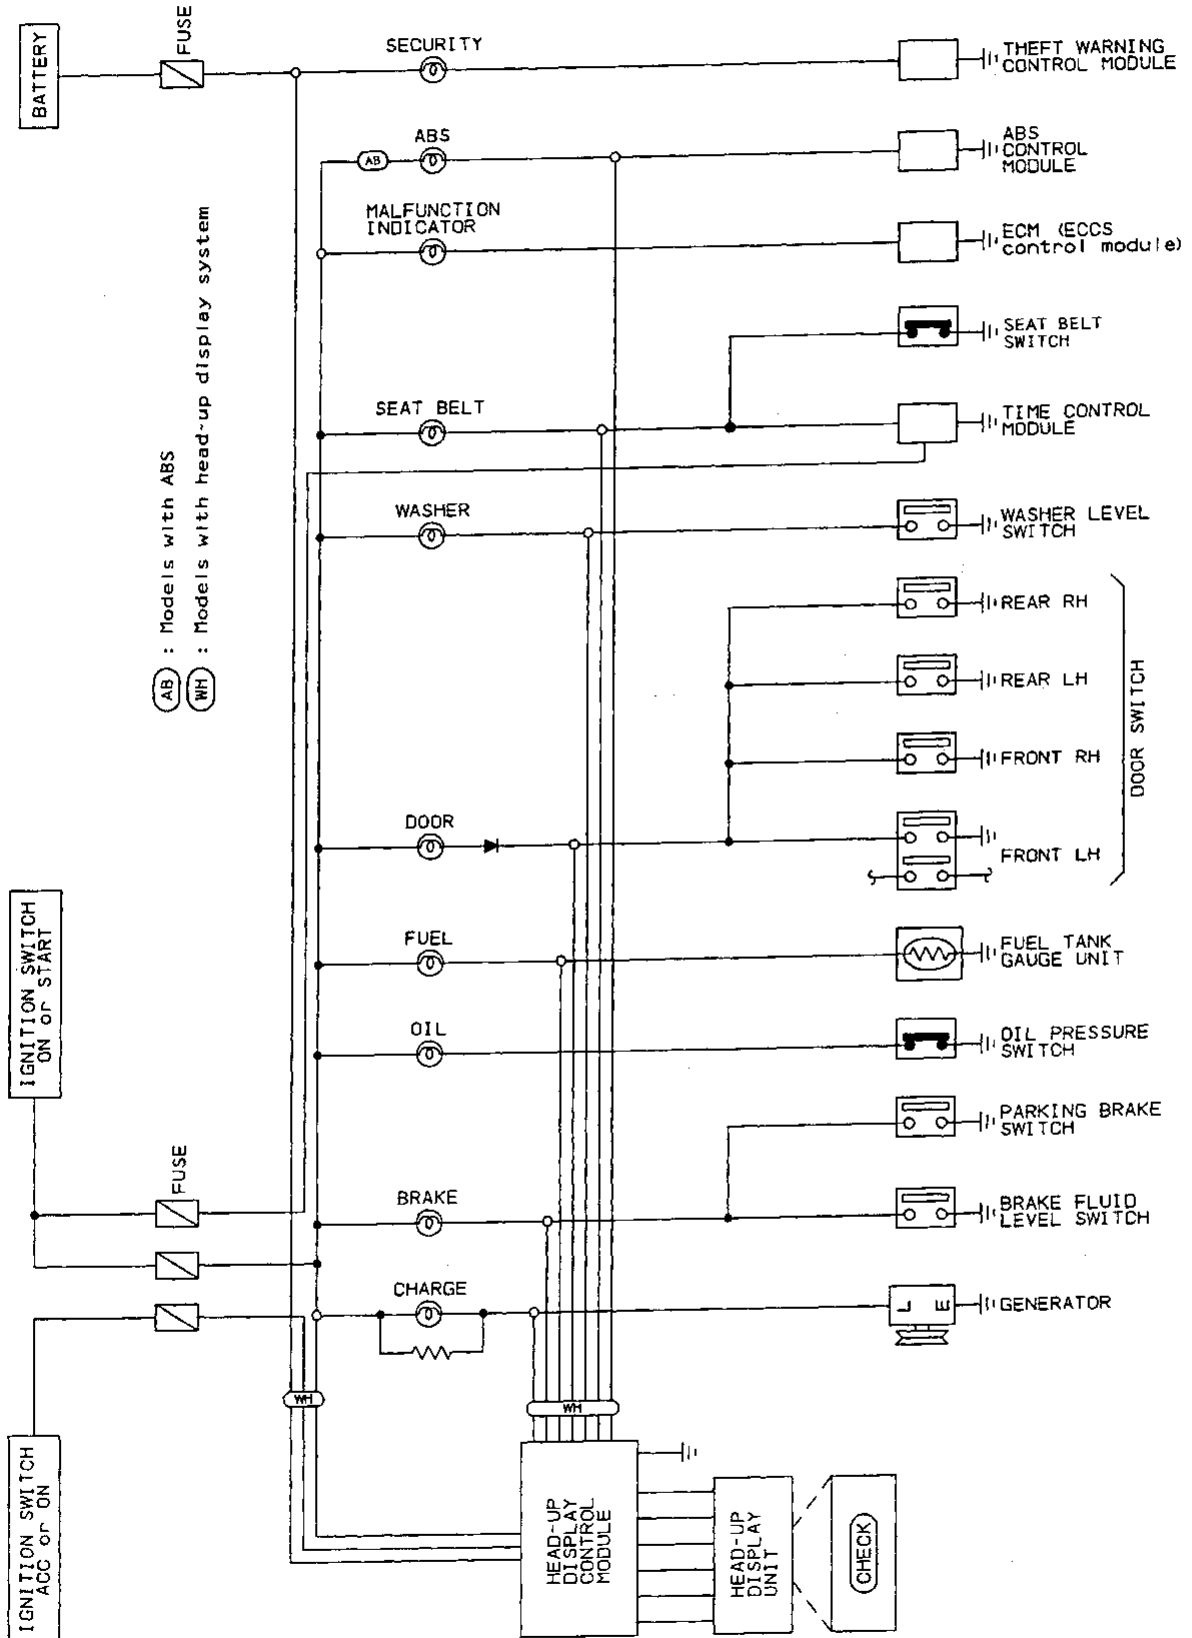 BATTERY
FUSE
SECURITY
THEFT WARNING
CONTROL MODULE
AB
ABS
ABS
CONTROL
MODULE
MALFUNCTION
INDICATOR
ECM (ECCS
control module)
AB : Models with ABS
WH : Models with head-up display system
SEAT BELT
SWITCH
SEAT BELT
TIME CONTROL
MODULE
WASHER
WASHER LEVEL
SWITCH
REAR RH
REAR LH
FRONT RH
DOOR
FRONT LH
DOOR SWITCH
IGNITION SWITCH
ON or START
FUEL
FUEL TANK
GAUGE UNIT
OIL
OIL PRESSURE
SWITCH
PARKING BRAKE
SWITCH
FUSE
BRAKE
BRAKE FLUID
LEVEL SWITCH
CHARGE
L E
GENERATOR
WH
WH
IGNITION SWITCH
ACC or ON
HEAD-UP
DISPLAY
CONTROL
MODULE
HEAD-UP
DISPLAY
UNIT
CHECK